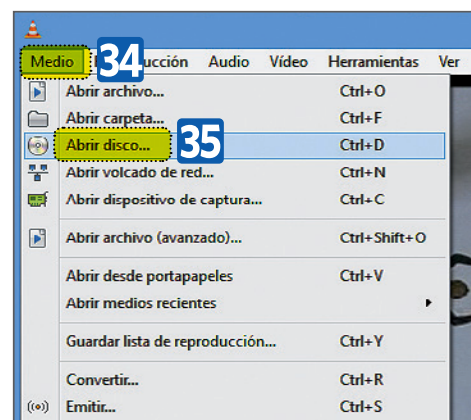 Medio 34 ucción Audio Vídeo Herramientas Ver
Abrir archivo... Ctrl+O
Abrir carpeta... Ctrl+F
Abrir disco... 35 Ctrl+D
Abrir volcado de red... Ctrl+N
Abrir dispositivo de captura... Ctrl+C
Abrir archivo (avanzado)... Ctrl+Shift+O
Abrir desde portapapeles Ctrl+V
Abrir medios recientes
Guardar lista de reproducción... Ctrl+Y
Convertir... Ctrl+R
Emitir... Ctrl+S